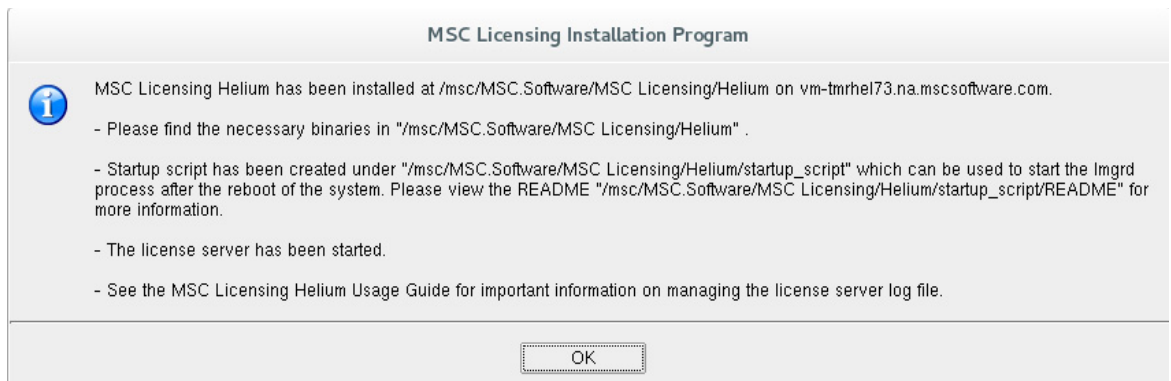 MSC Licensing Installation Program
MSC Licensing Helium has been installed at /msc/MSC.Software/MSC Licensing/Helium on vm-tmrhel73.na.mscsoftware.com.
- Please find the necessary binaries in "/msc/MSC.Software/MSC Licensing/Helium" .
- Startup script has been created under "/msc/MSC.Software/MSC Licensing/Helium/startup_script" which can be used to start the lmgrd
process after the reboot of the system. Please view the README "/msc/MSC.Software/MSC Licensing/Helium/startup_script/README" for
more information.
- The license server has been started.
- See the MSC Licensing Helium Usage Guide for important information on managing the license server log file.
OK